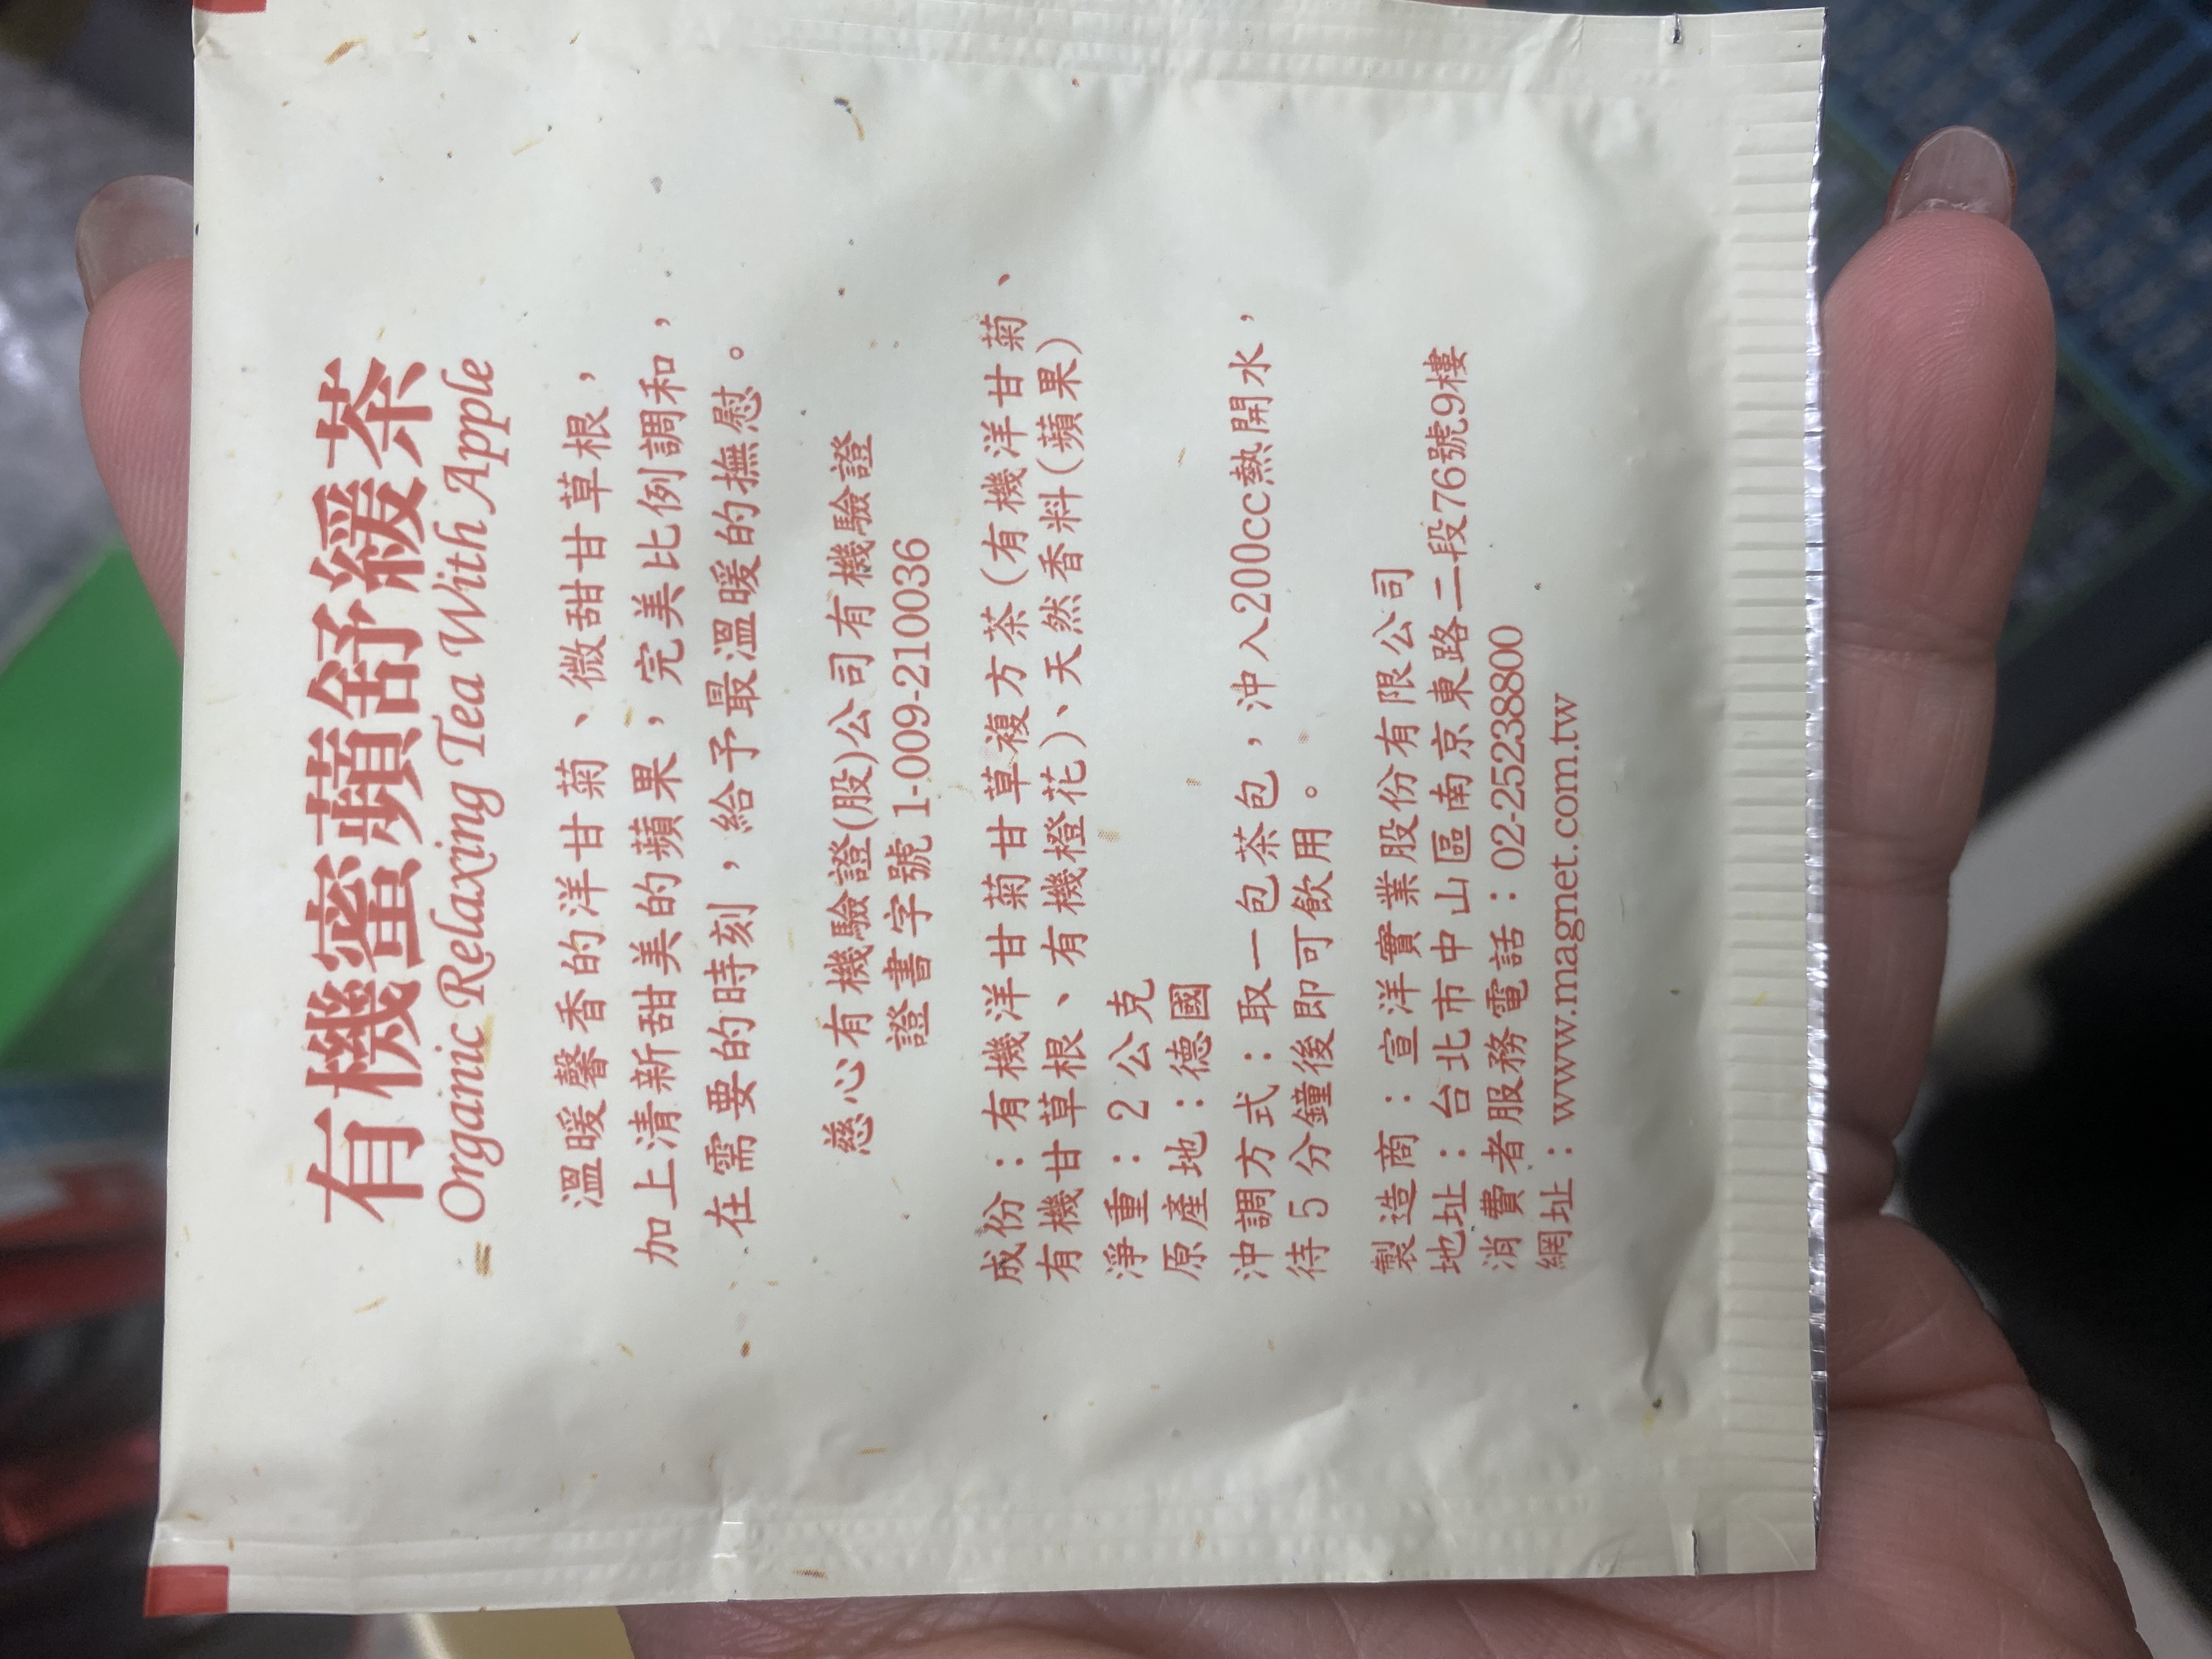 有機蜜蘋舒緩茶
Organic Relaxing Tea With Apple
溫暖馨香的洋甘菊、微甜甘草根，
加上清新甜美的蘋果，完美比例調和，
在需要的時刻，給予最溫暖的撫慰。
慈心有機驗證(股)公司有機驗證
證書字號 1-009-210036
成份：有機洋甘菊甘草複方茶(有機洋甘菊、
有機甘草根、有機橙花)、天然香料(蘋果)
淨重：2公克
原產地：德國
沖調方式：取一包茶包，沖入200cc熱開水，
待5分鐘後即可飲用。
製造商：宣洋實業股份有限公司
地址：台北市中山區南京東路二段76號9樓
消費者服務電話：02-25238800
網址：www.magnet.com.tw